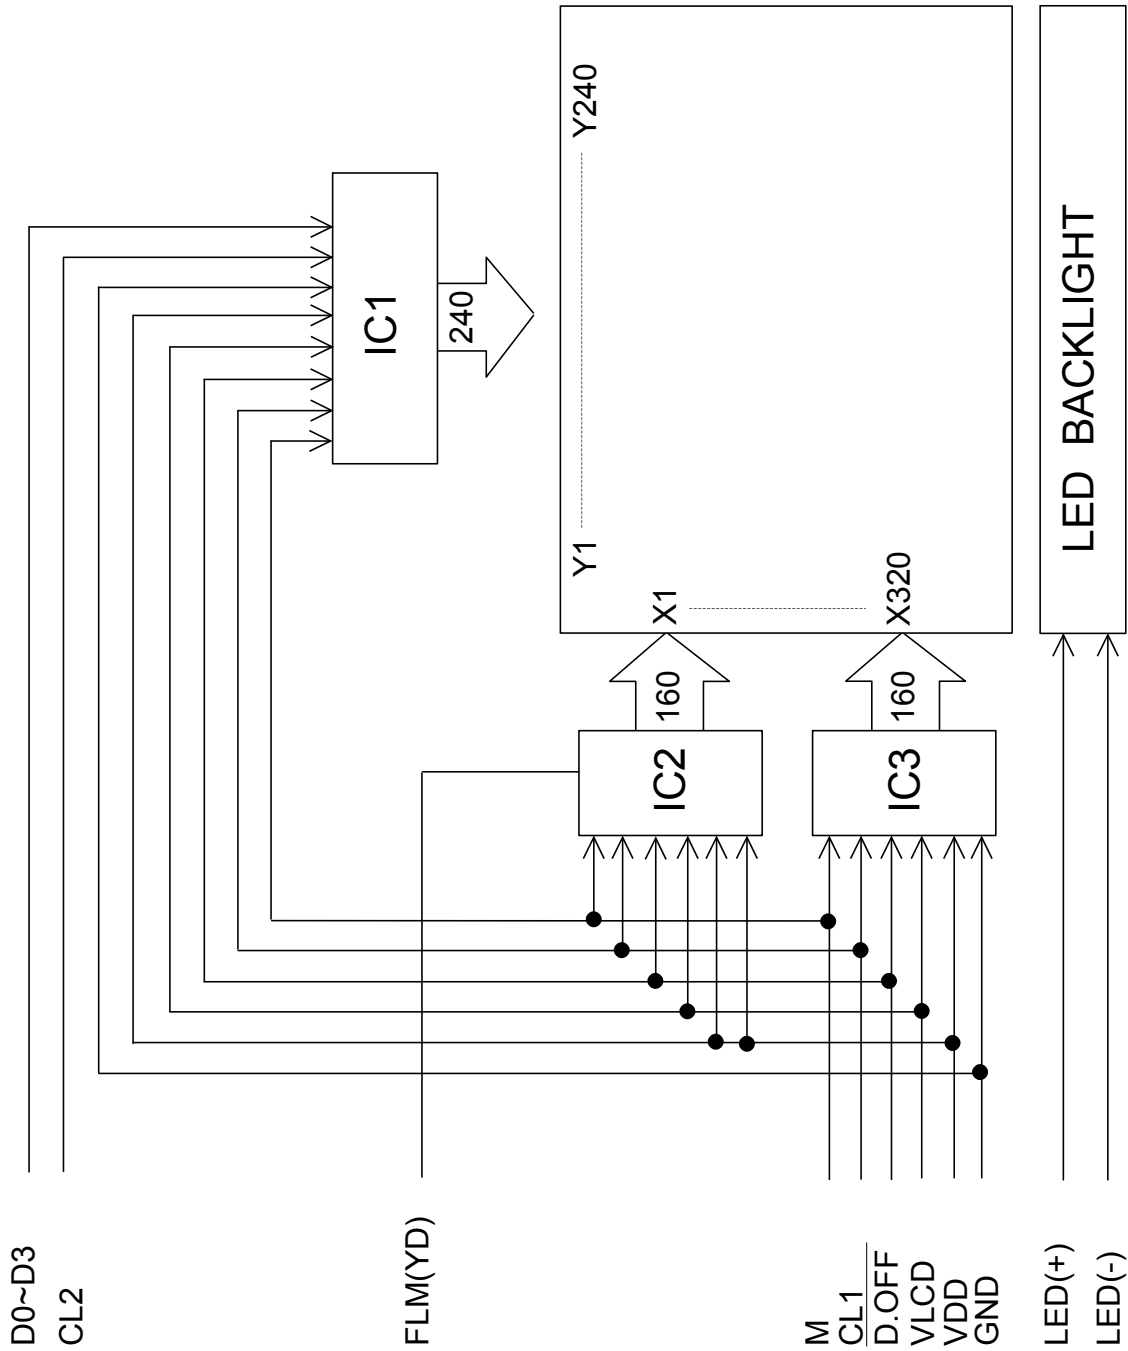 D0~D3
CL2
FLM(YD)
M
CL1
D.OFF
VLCD
VDD
GND
LED(+)
LED(-)
IC1
240
IC2
160
IC3
160
Y1
Y240
X1
X320
LED BACKLIGHT